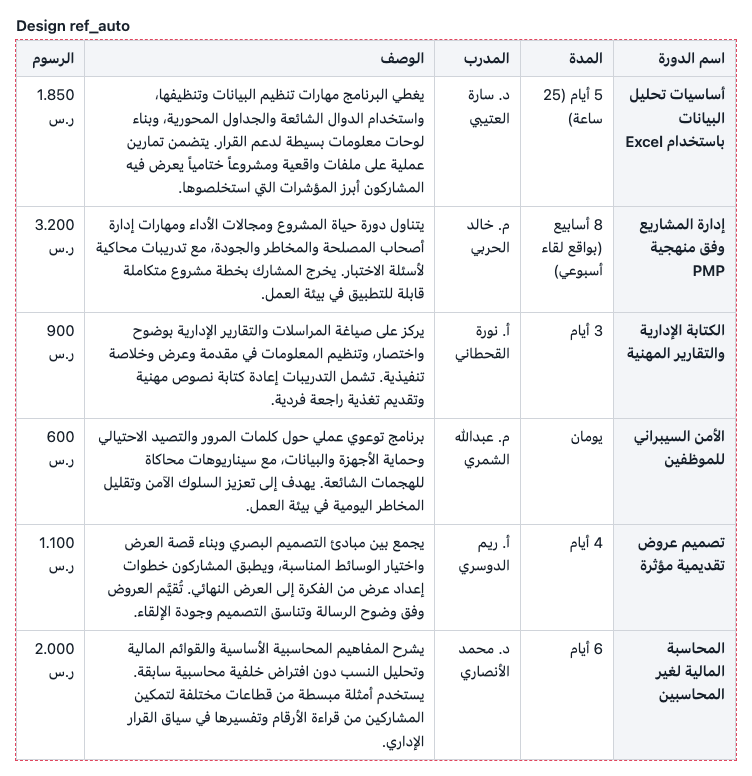 Design ref_auto
اسم الدورة
المدة
المدرب
الوصف
الرسوم
أساسيات تحليل
البيانات
باستخدام Excel
5 أيام (25
ساعة)
د. سارة
العتيبي
يغطي البرنامج مهارات تنظيم البيانات وتنظيفها،
واستخدام الدوال الشائعة والجداول المحورية، وبناء
لوحات معلومات بسيطة لدعم القرار. يتضمن تمارين
عملية على ملفات واقعية ومشروعاً ختامياً يعرض فيه
المشاركون أبرز المؤشرات التي استخلصوها.
1.850
ر.س
إدارة المشاريع
وفق منهجية
PMP
8 أسابيع
(بواقع لقاء
أسبوعي)
م. خالد
الحربي
يتناول دورة حياة المشروع ومجالات الأداء ومهارات إدارة
أصحاب المصلحة والمخاطر والجودة، مع تدريبات محاكية
لأسئلة الاختبار. يخرج المشارك بخطة مشروع متكاملة
قابلة للتطبيق في بيئة العمل.
3.200
ر.س
الكتابة الإدارية
والتقارير المهنية
3 أيام
أ. نورة
القحطاني
يركز على صياغة المراسلات والتقارير الإدارية بوضوح
واختصار، وتنظيم المعلومات في مقدمة وعرض وخلاصة
تنفيذية. تشمل التدريبات إعادة كتابة نصوص مهنية
وتقديم تغذية راجعة فردية.
900
ر.س
الأمن السيبراني
للموظفين
يومان
م. عبدالله
الشمري
برنامج توعوي عملي حول كلمات المرور والتصيد الاحتيالي
وحماية الأجهزة والبيانات، مع سيناريوهات محاكاة
للهجمات الشائعة. يهدف إلى تعزيز السلوك الآمن وتقليل
المخاطر اليومية في بيئة العمل.
600
ر.س
تصميم عروض
تقديمية مؤثرة
4 أيام
أ. ريم
الدوسري
يجمع بين مبادئ التصميم البصري وبناء قصة العرض
واختيار الوسائط المناسبة، ويطبق المشاركون خطوات
إعداد عرض من الفكرة إلى العرض النهائي. تُقيَّم العروض
وفق وضوح الرسالة وتناسق التصميم وجودة الإلقاء.
1.100
ر.س
المحاسبة
المالية لغير
المحاسبين
6 أيام
د. محمد
الأنصاري
يشرح المفاهيم المحاسبية الأساسية والقوائم المالية
وتحليل النسب دون افتراض خلفية محاسبية سابقة.
يستخدم أمثلة مبسطة من قطاعات مختلفة لتمكين
المشاركين من قراءة الأرقام وتفسيرها في سياق القرار
الإداري.
2.000
ر.س